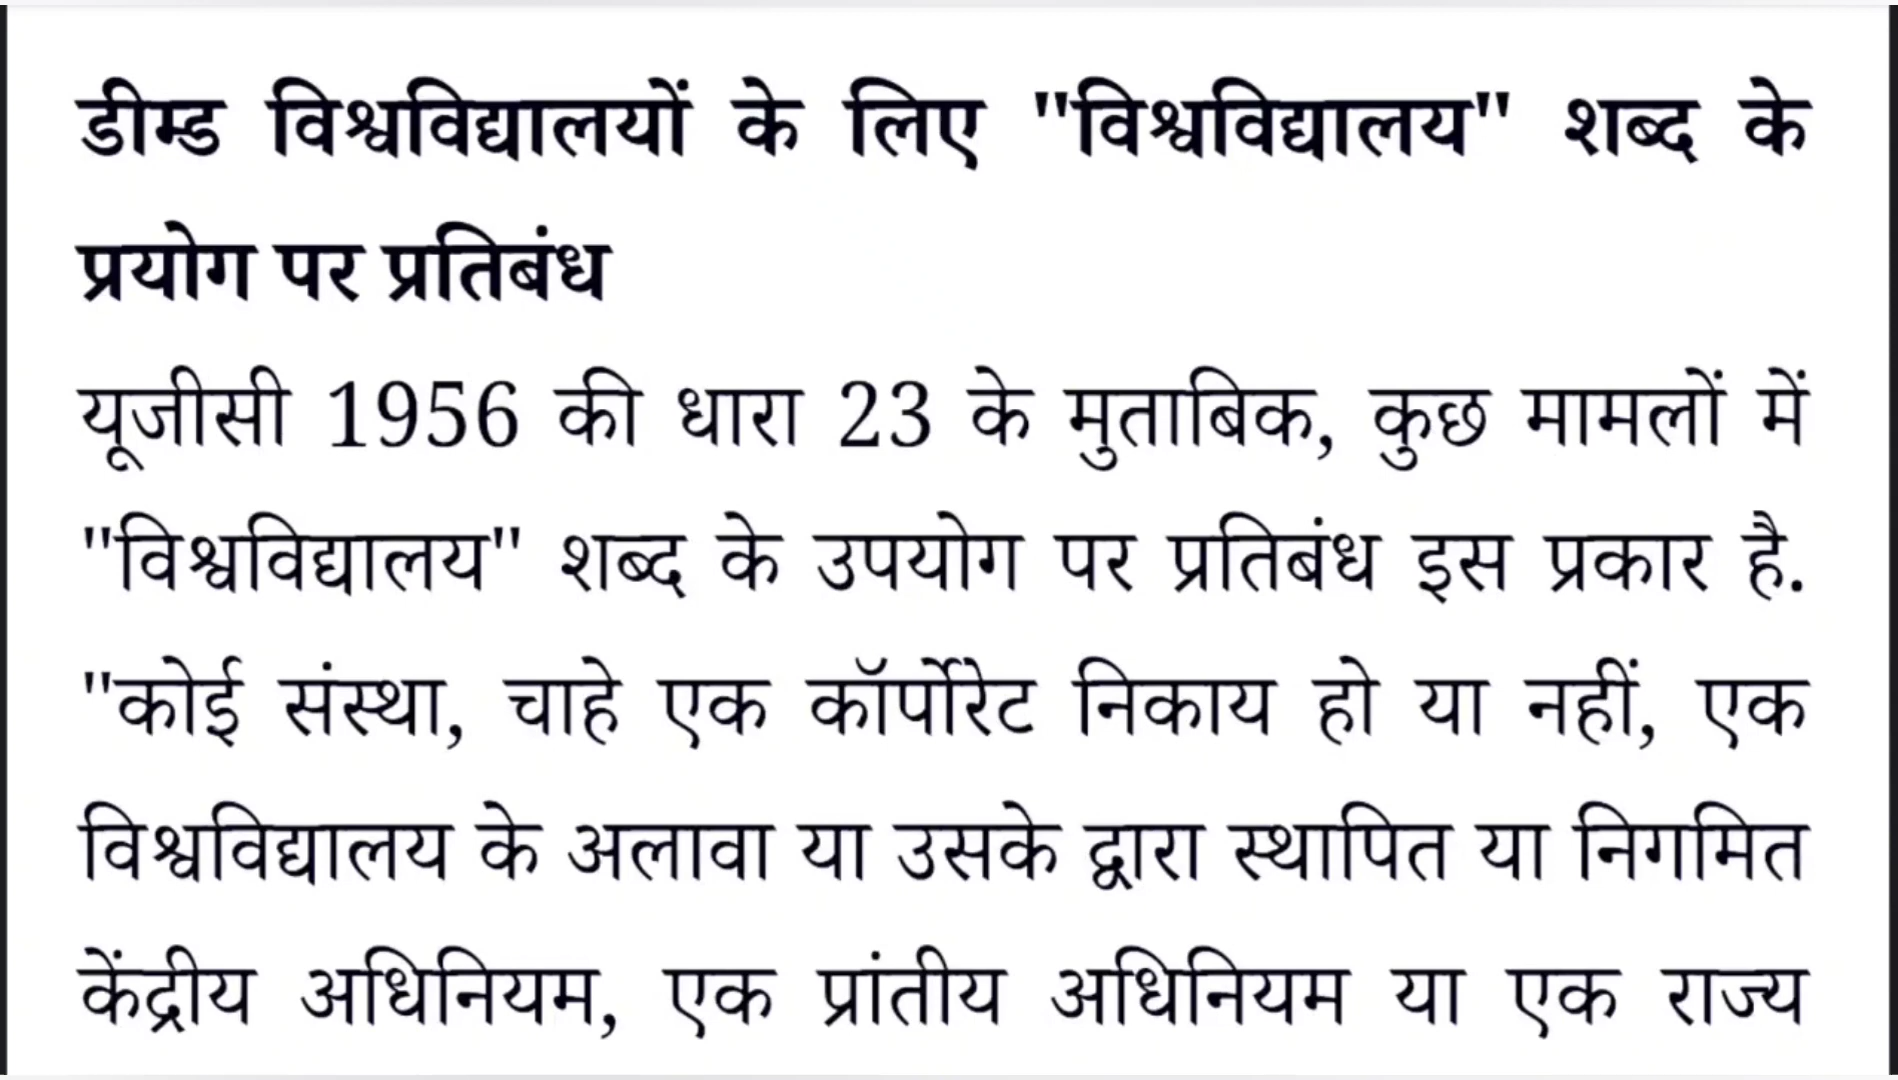 डीम्ड विश्वविद्यालयों के लिए "विश्वविद्यालय" शब्द के
प्रयोग पर प्रतिबंध
यूजीसी 1956 की धारा 23 के मुताबिक, कुछ मामलों में
"विश्वविद्यालय" शब्द के उपयोग पर प्रतिबंध इस प्रकार है.
"कोई संस्था, चाहे एक कॉर्पोरेट निकाय हो या नहीं, एक
विश्वविद्यालय के अलावा या उसके द्वारा स्थापित या निगमित
केंद्रीय अधिनियम, एक प्रांतीय अधिनियम या एक राज्य